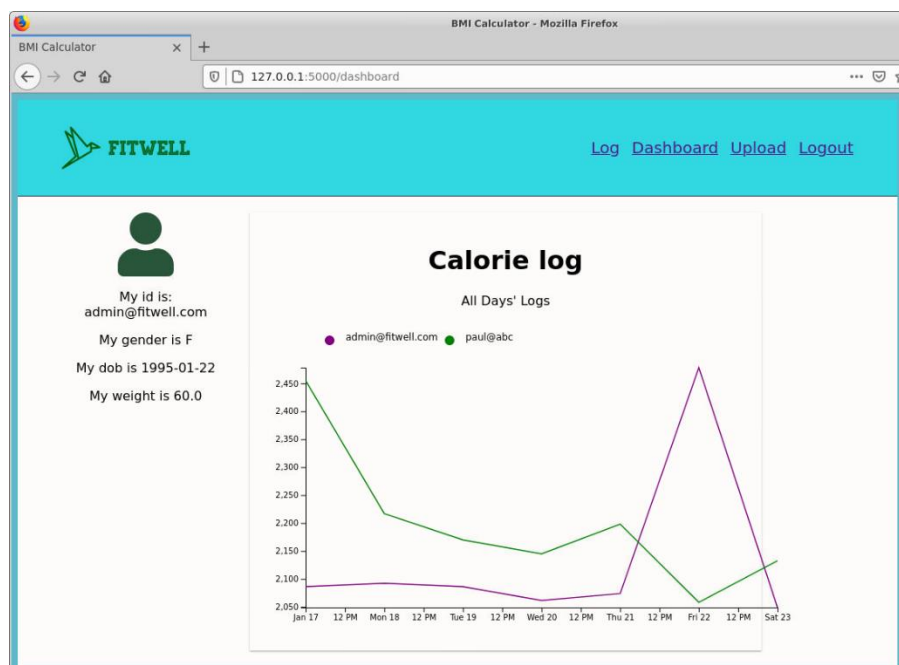 BMI Calculator - Mozilla Firefox
BMI Calculator
127.0.0.1:5000/dashboard
FITWELL
Log Dashboard Upload Logout
My id is:
admin@fitwell.com
My gender is F
My dob is 1995-01-22
My weight is 60.0
Calorie log
All Days' Logs
admin@fitwell.com paul@abc
2,450
2,400
2,350
2,300
2,250
2,200
2,150
2,100
2,050
Jan 17 12 PM Mon 18 12 PM Tue 19 12 PM Wed 20 12 PM Thu 21 12 PM Fri 22 12 PM Sat 23